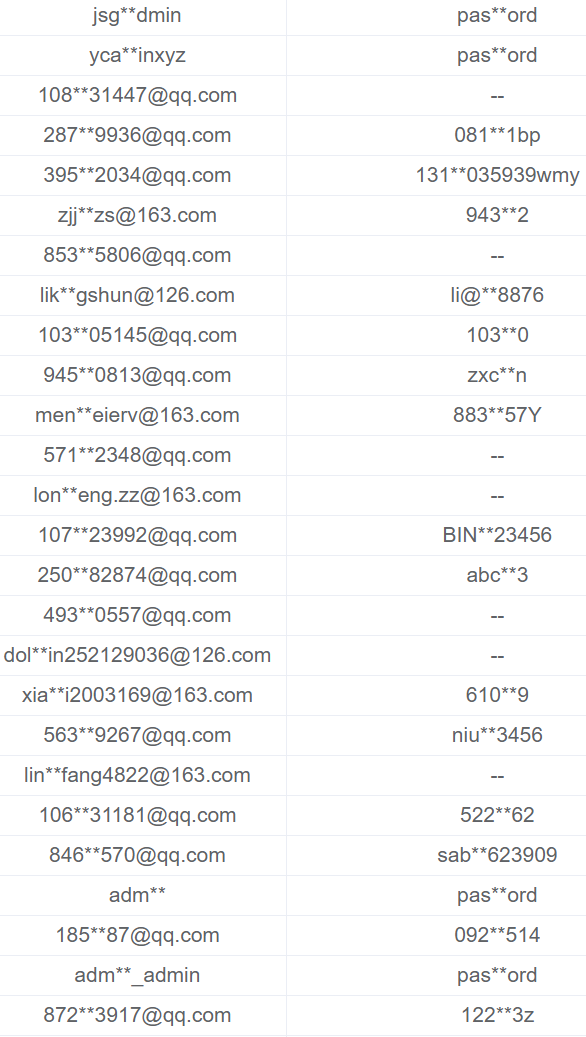 jsg**dmin pas**ord
yca**inxyz pas**ord
108**31447@qq.com --
287**9936@qq.com 081**1bp
395**2034@qq.com 131**035939wmy
zjj**zs@163.com 943**2
853**5806@qq.com --
lik**gshun@126.com li@**8876
103**05145@qq.com 103**0
945**0813@qq.com zxc**n
men**eierv@163.com 883**57Y
571**2348@qq.com --
lon**eng.zz@163.com --
107**23992@qq.com BIN**23456
250**82874@qq.com abc**3
493**0557@qq.com --
dol**in252129036@126.com --
xia**i2003169@163.com 610**9
563**9267@qq.com niu**3456
lin**fang4822@163.com --
106**31181@qq.com 522**62
846**570@qq.com sab**623909
adm** pas**ord
185**87@qq.com 092**514
adm**_admin pas**ord
872**3917@qq.com 122**3z